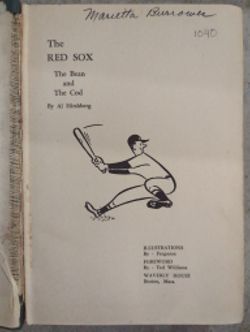 Marietta Burrower
1040
The
RED SOX
The Bean
and
The Cod
By Al Hirshberg
ILLUSTRATIONS
By - Ferguson
FOREWORD
By - Ted Williams
WAVERLY HOUSE
Boston, Mass.